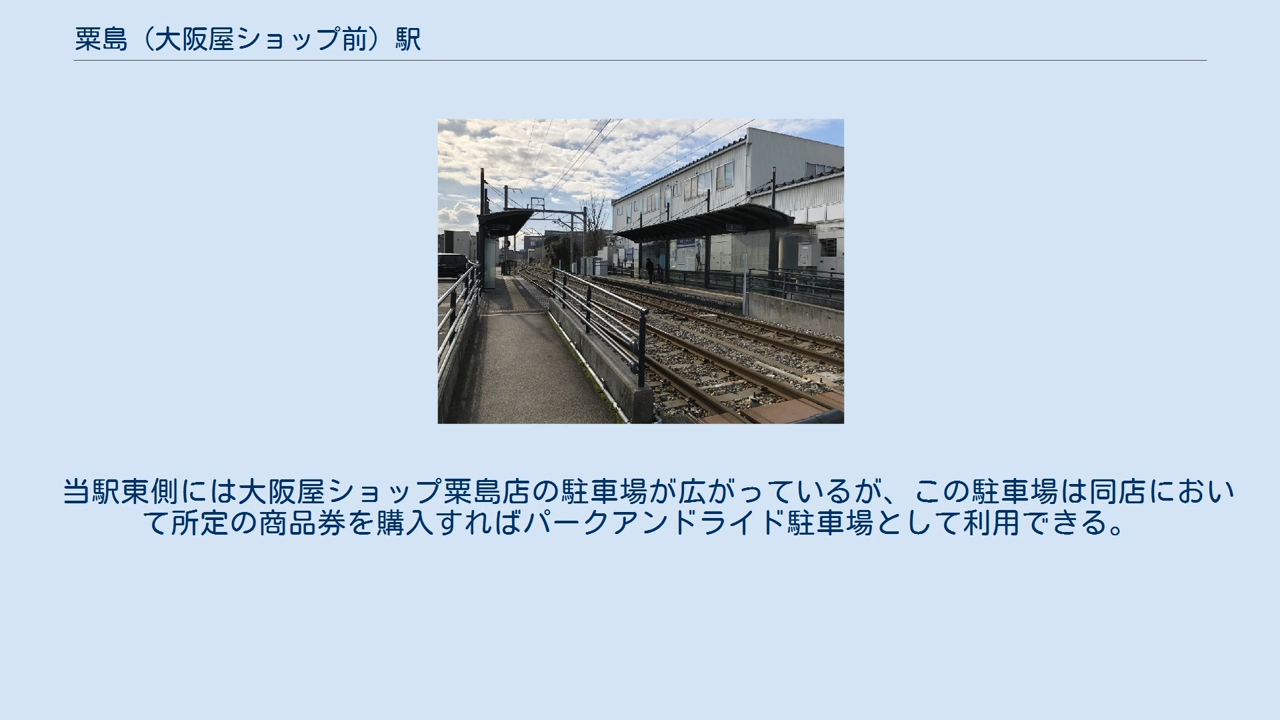 粟島（大阪屋ショップ前）駅
当駅東側には大阪屋ショップ粟島店の駐車場が広がっているが、この駐車場は同店におい
て所定の商品券を購入すればパークアンドライド駐車場として利用できる。